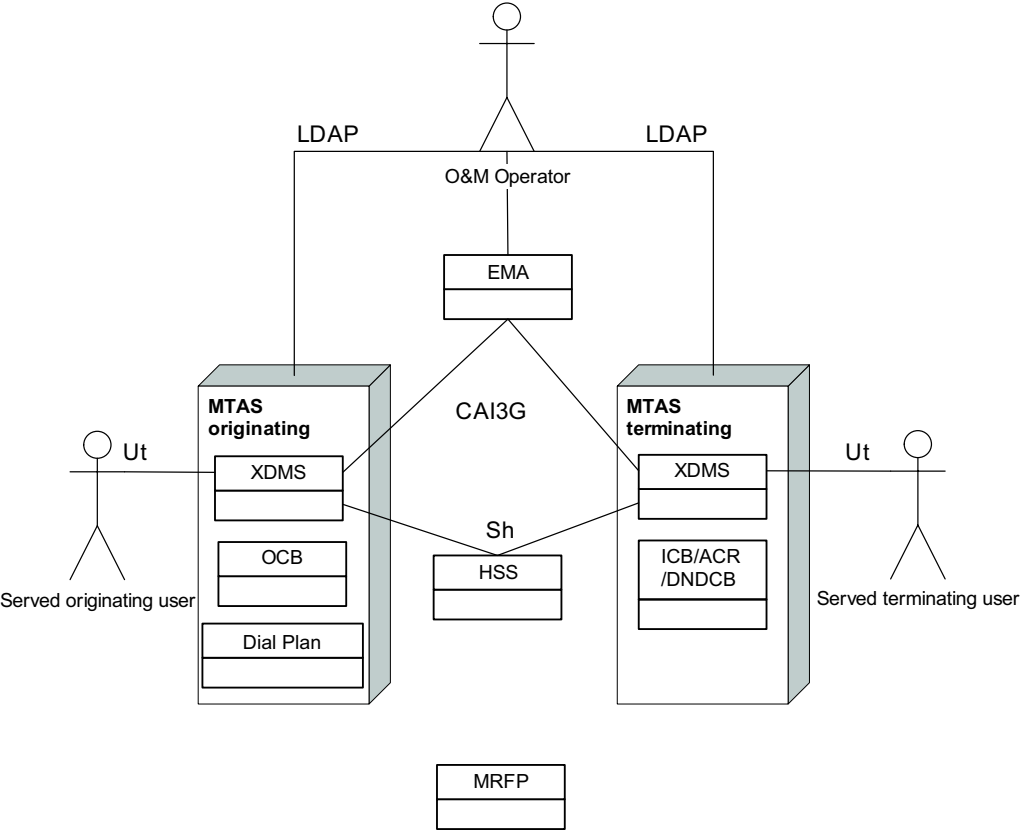 LDAP
LDAP
O&M Operator
EMA
MTAS
originating
CAI3G
MTAS
terminating
Ut
XDMS
XDMS
Ut
Sh
OCB
HSS
ICB/ACR
/DNDCB
Served originating user
Served terminating user
Dial Plan
MRFP